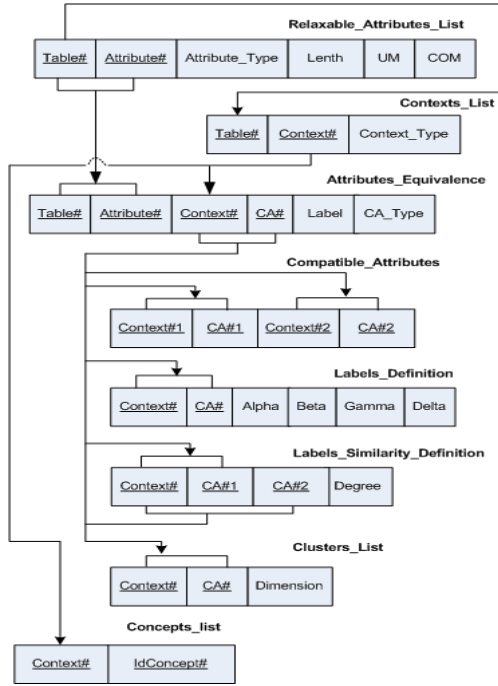 Relaxable_Attributes_List
Table# Attribute# Attribute_Type Lenth UM COM
Contexts_List
Table# Context# Context_Type
Attributes_Equivalence
Table# Attribute# Context# CA# Label CA_Type
Compatible_Attributes
Context#1 CA#1 Context#2 CA#2
Labels_Definition
Context# CA# Alpha Beta Gamma Delta
Labels_Similarity_Definition
Context# CA#1 CA#2 Degree
Clusters_List
Context# CA# Dimension
Concepts_list
Context# IdConcept#